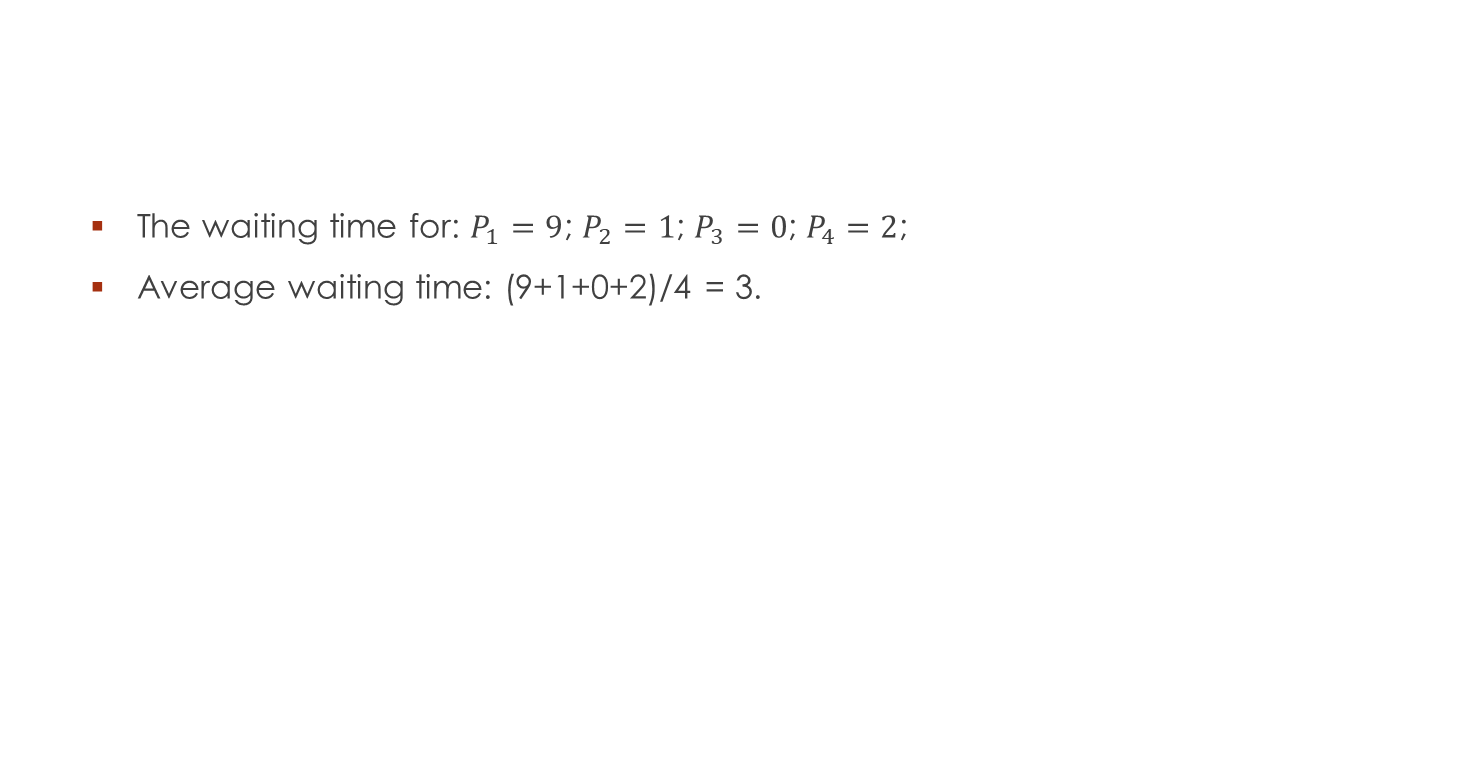 ▪ The waiting time for: 𝑃₁ = 9; 𝑃₂ = 1; 𝑃₃ = 0; 𝑃₄ = 2;
▪ Average waiting time: (9+1+0+2)/4 = 3.